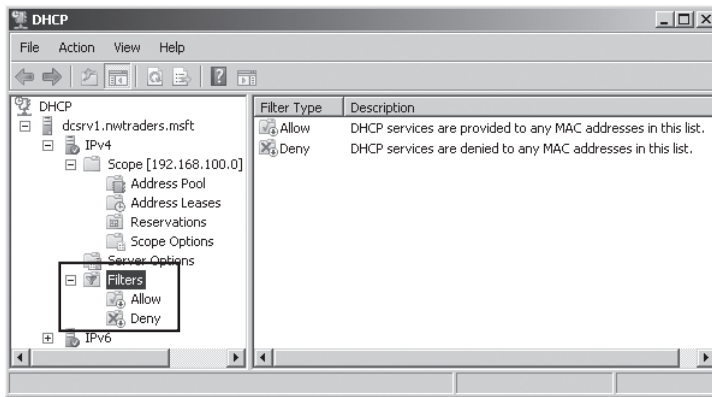 DHCP
File Action View Help
DHCP
dcsrv1.nwtraders.msft
IPv4
Scope [192.168.100.0]
Address Pool
Address Leases
Reservations
Scope Options
Server Options
Filters
Allow
Deny
IPv6
Filter Type Description
Allow DHCP services are provided to any MAC addresses in this list.
Deny DHCP services are denied to any MAC addresses in this list.